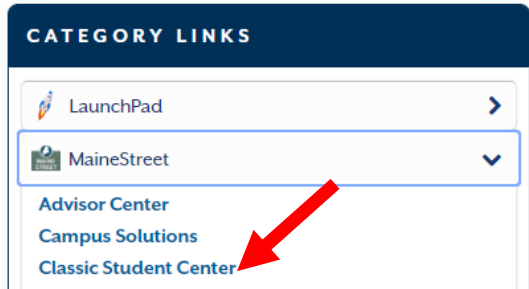 CATEGORY LINKS
LaunchPad
MaineStreet
Advisor Center
Campus Solutions
Classic Student Center